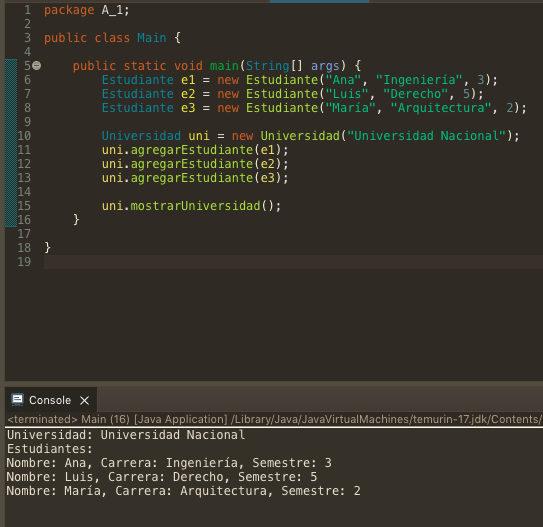 1 package A_1;
2
3 public class Main {
4
5 public static void main(String[] args) {
6 Estudiante e1 = new Estudiante("Ana", "Ingeniería", 3);
7 Estudiante e2 = new Estudiante("Luis", "Derecho", 5);
8 Estudiante e3 = new Estudiante("María", "Arquitectura", 2);
9
10 Universidad uni = new Universidad("Universidad Nacional");
11 uni.agregarEstudiante(e1);
12 uni.agregarEstudiante(e2);
13 uni.agregarEstudiante(e3);
14
15 uni.mostrarUniversidad();
16 }
17
18 }
19
Console
<terminated> Main (16) [Java Application] /Library/Java/JavaVirtualMachines/temurin-17.jdk/Contents/
Universidad: Universidad Nacional
Estudiantes:
Nombre: Ana, Carrera: Ingeniería, Semestre: 3
Nombre: Luis, Carrera: Derecho, Semestre: 5
Nombre: María, Carrera: Arquitectura, Semestre: 2